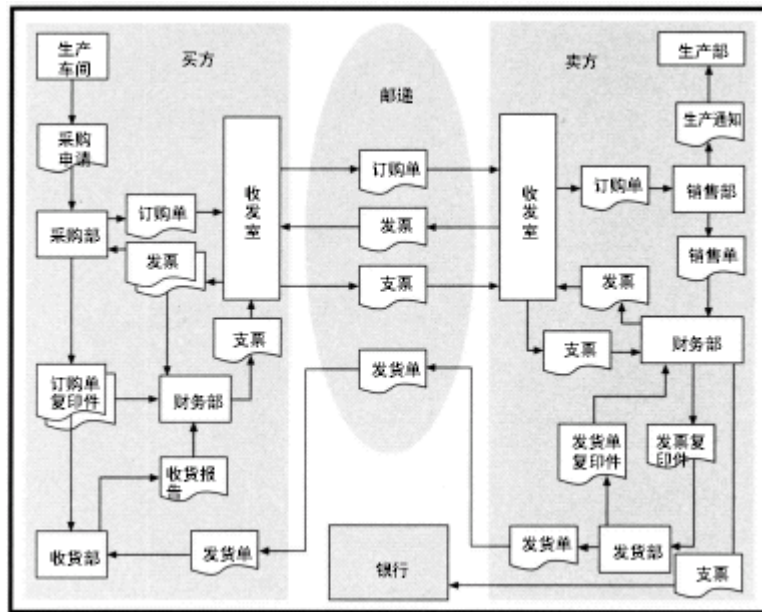 生产
车间
买方
卖方
生产部
邮递
生产通知
采购
申请
收
发
室
订购单
收
发
室
订购单
销售部
订购单
采购部
发票
发票
销售单
支票
发票
支票
支票
财务部
订购单
复印件
财务部
发货单
发货单
复印件
发票复
印件
收货报
告
收货部
发货单
银行
发货单
发货部
支票